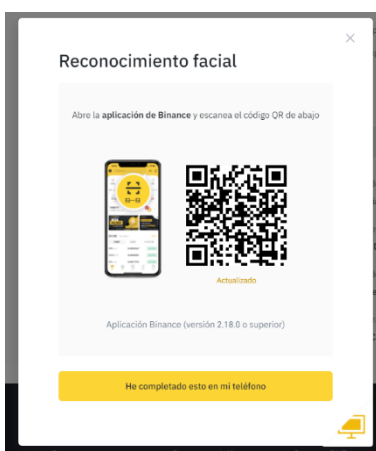 Reconocimiento facial
Abre la aplicación de Binance y escanea el código QR de abajo
Actualizado
Aplicación Binance (versión 2.18.0 o superior)
He completado esto en mi teléfono